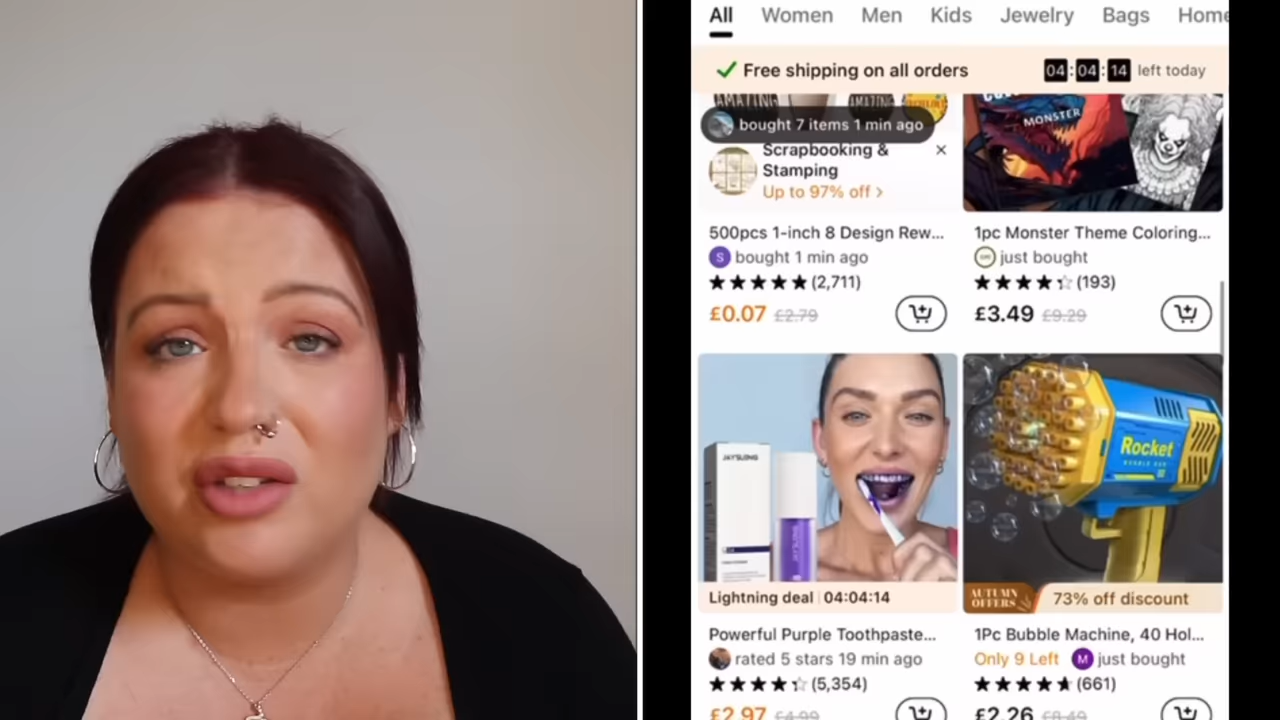 All Women Men Kids Jewelry Bags Home
Free shipping on all orders 04:04:14 left today
AMAZING AMAZING
bought 7 items 1 min ago
MONSTER
Scrapbooking &
Stamping
Up to 97% off >
500pcs 1-inch 8 Design Rew...
S bought 1 min ago
(2,711)
£0.07 £2.79
1pc Monster Theme Coloring...
just bought
(193)
£3.49 £9.29
JAYSUING
Lightning deal | 04:04:14
Rocket
AUTUMN
OFFERS
73% off discount
Powerful Purple Toothpaste...
rated 5 stars 19 min ago
(5,354)
£2.97 £4.99
1Pc Bubble Machine, 40 Hol...
Only 9 Left M just bought
(661)
£2.26 £8.49